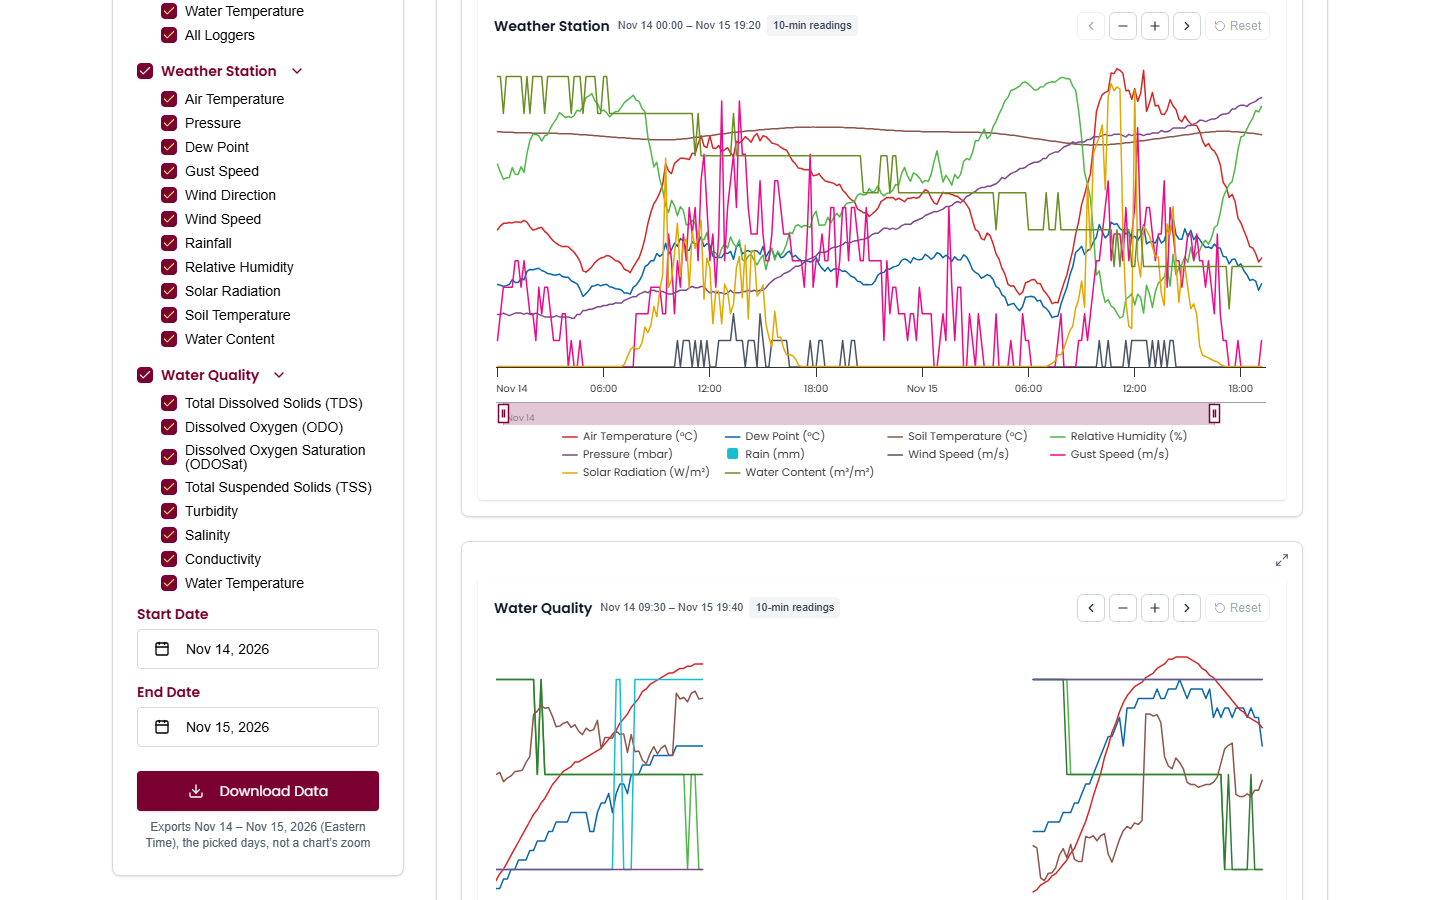 Water Temperature
All Loggers
Weather Station
Air Temperature
Pressure
Dew Point
Gust Speed
Wind Direction
Wind Speed
Rainfall
Relative Humidity
Solar Radiation
Soil Temperature
Water Content
Water Quality
Total Dissolved Solids (TDS)
Dissolved Oxygen (ODO)
Dissolved Oxygen Saturation
(ODOSat)
Total Suspended Solids (TSS)
Turbidity
Salinity
Conductivity
Water Temperature
Start Date
Nov 14, 2026
End Date
Nov 15, 2026
Download Data
Exports Nov 14 – Nov 15, 2026 (Eastern
Time), the picked days, not a chart's zoom
Weather Station Nov 14 00:00 – Nov 15 19:20 10-min readings Reset
Nov 14 06:00 12:00 18:00 Nov 15 06:00 12:00 18:00
Nov 14
Air Temperature (°C) Dew Point (°C) Soil Temperature (°C) Relative Humidity (%)
Pressure (mbar) Rain (mm) Wind Speed (m/s) Gust Speed (m/s)
Solar Radiation (W/m²) Water Content (m³/m³)
Water Quality Nov 14 09:30 – Nov 15 19:40 10-min readings Reset